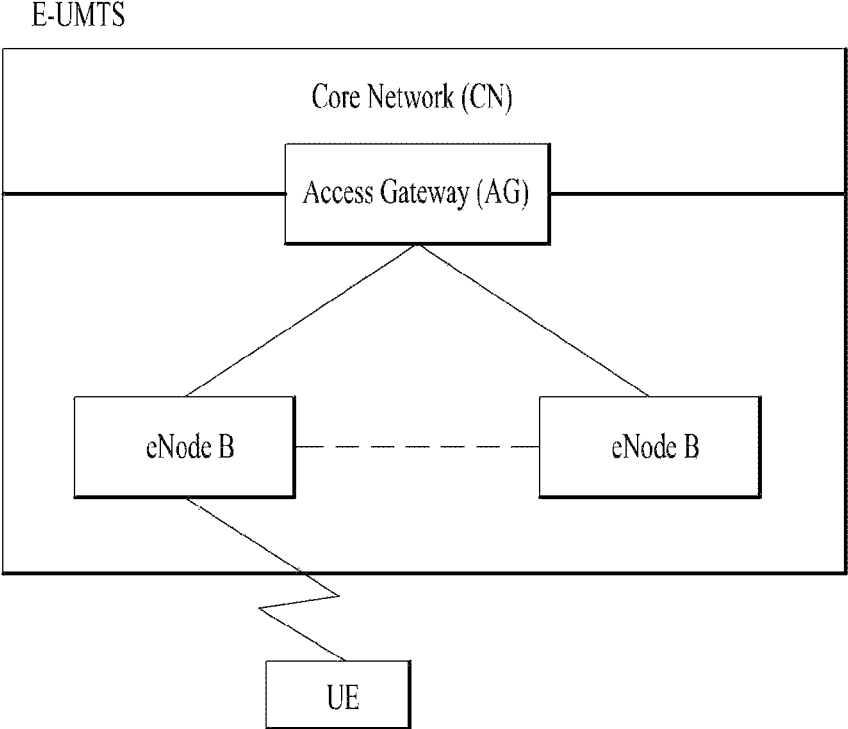 E-UMTS
Core Network (CN)
Access Gateway (AG)
eNode B
eNode B
UE